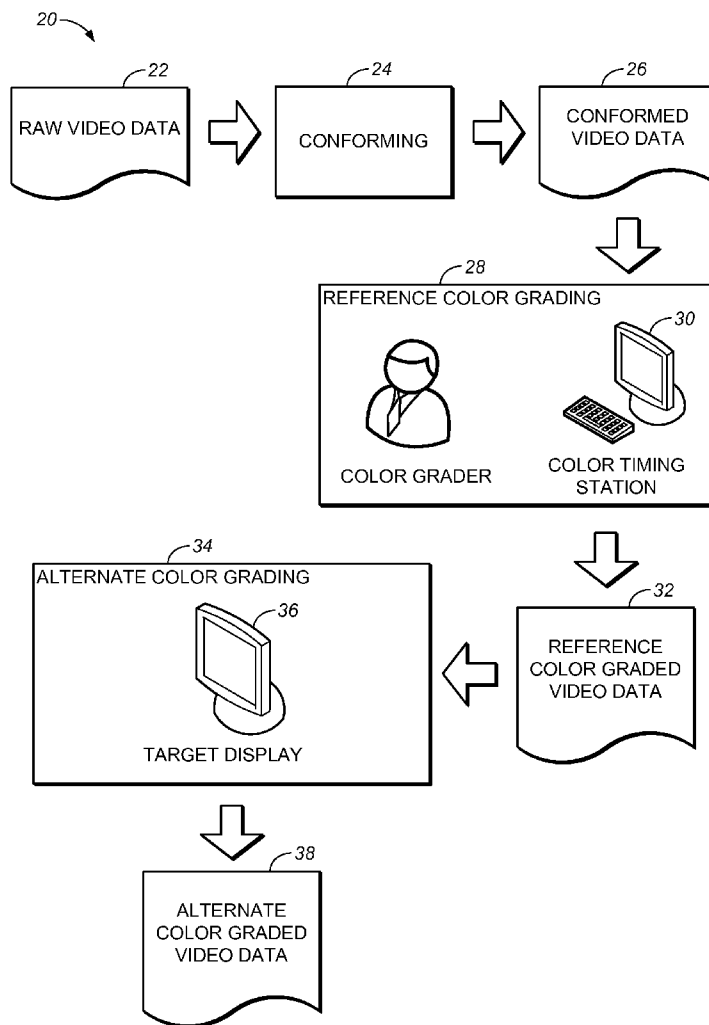 20
22
24
26
RAW VIDEO DATA
CONFORMING
CONFORMED
VIDEO DATA
28
REFERENCE COLOR GRADING
30
COLOR GRADER
COLOR TIMING
STATION
34
ALTERNATE COLOR GRADING
36
TARGET DISPLAY
32
REFERENCE
COLOR GRADED
VIDEO DATA
38
ALTERNATE
COLOR GRADED
VIDEO DATA